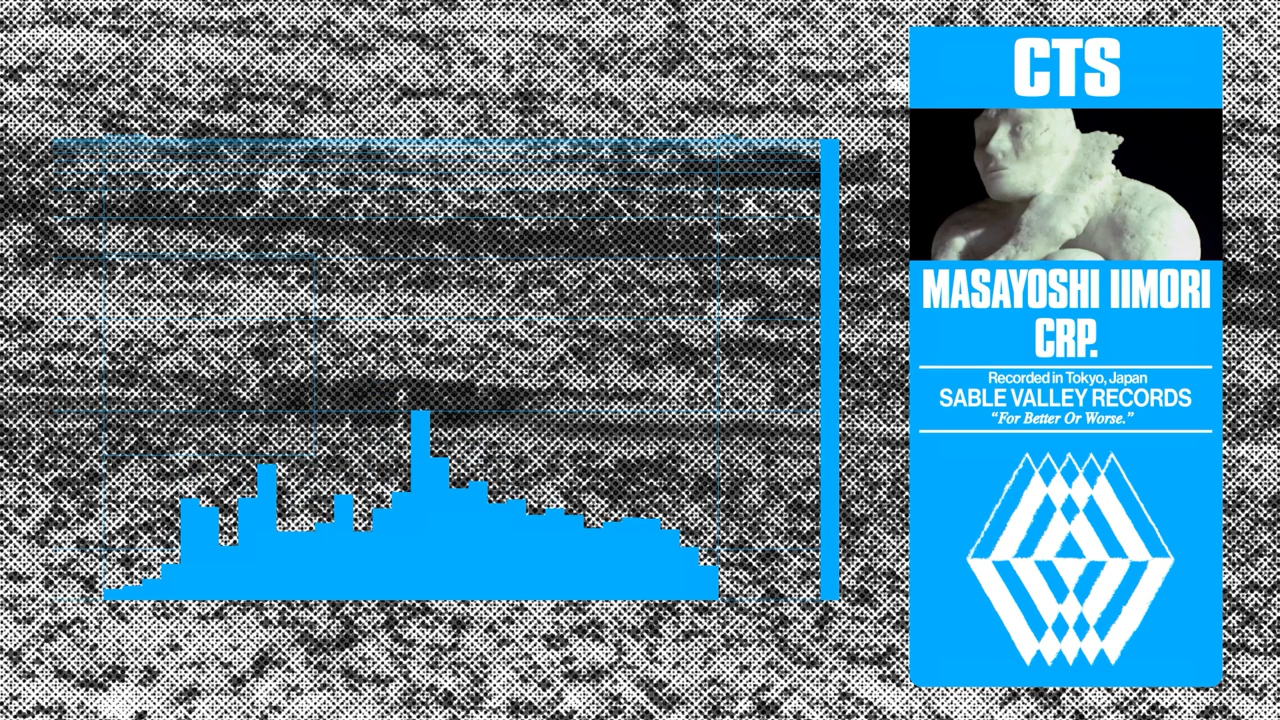 CTS
MASAYOSHI IIMORI
CRP.
Recorded in Tokyo, Japan
SABLE VALLEY RECORDS
“For Better Or Worse.”